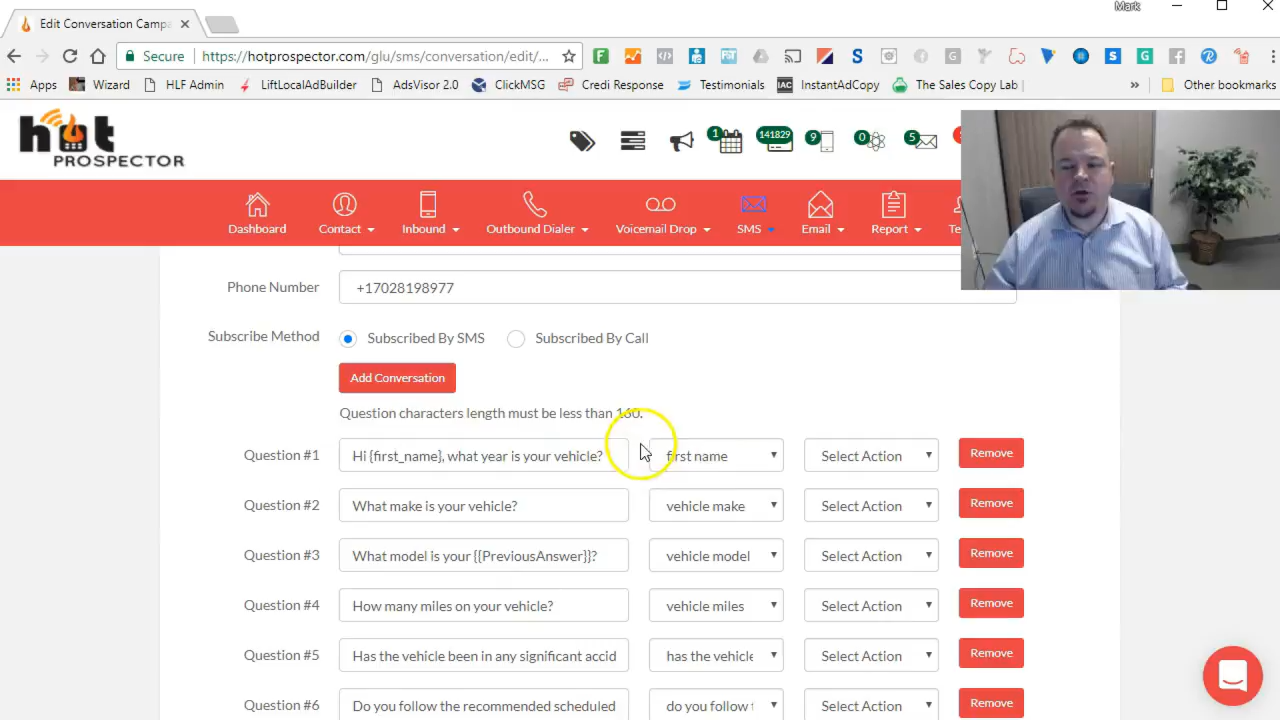 Mark
Edit Conversation Campa
Secure
https://hotprospector.com/glu/sms/conversation/edit/...
Apps
Wizard
HLF Admin
LiftLocalAdBuilder
AdsVisor 2.0
ClickMSG
Credi Response
Testimonials
IAC
InstantAdCopy
The Sales Copy Lab
»
Other bookmarks
hot
PROSPECTOR
1
141829
9
0
5
Dashboard
Contact
Inbound
Outbound Dialer
Voicemail Drop
SMS
Email
Report
Te
Phone Number
+17028198977
Subscribe Method
Subscribed By SMS
Subscribed By Call
Add Conversation
Question characters length must be less than 160.
Question #1
Hi {first_name}, what year is your vehicle?
first name
Select Action
Remove
Question #2
What make is your vehicle?
vehicle make
Select Action
Remove
Question #3
What model is your {{PreviousAnswer}}?
vehicle model
Select Action
Remove
Question #4
How many miles on your vehicle?
vehicle miles
Select Action
Remove
Question #5
Has the vehicle been in any significant accid
has the vehicle
Select Action
Remove
Question #6
Do you follow the recommended scheduled
do you follow t
Select Action
Remove